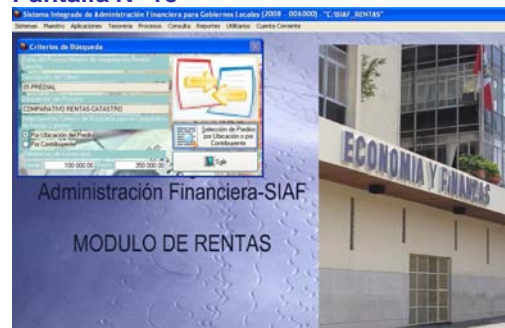 Pantalla N° 18
Sistema Integrado de Administración Financiera para Gobiernos Locales (2008 - 006000) - "C:\SIAF_RENTAS"
Sistemas Maestro Aplicaciones Tesoreria Procesos Consulta Reportes Utilitarios Cuenta Corriente
Criterios de Búsqueda
01-PREDIAL
COMPARATIVO RENTAS-CATASTRO
Por Ubicación del Predio
Por Contribuyente
100 000.00
350 000.00
Selección de Predios
por Ubicación o por
Contribuyente
Salir
Administración Financiera-SIAF
MODULO DE RENTAS
ECONOMIA Y FINANZAS